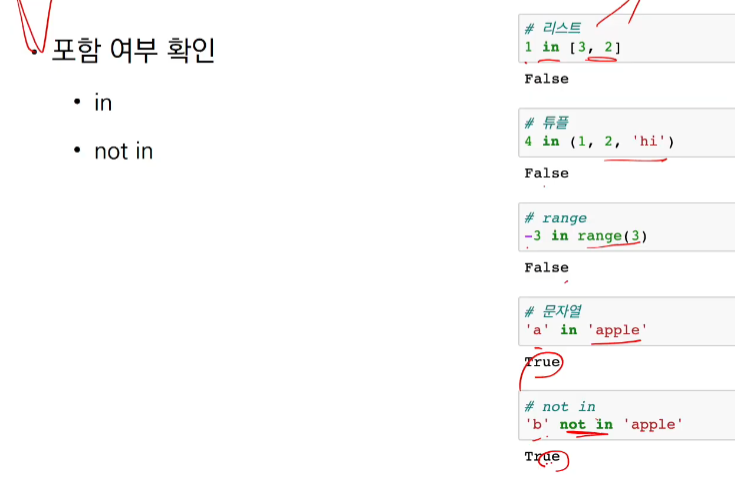 포함 여부 확인
• in
• not in
# 리스트
1 in [3, 2]
False
# 튜플
4 in (1, 2, 'hi')
False
# range
-3 in range(3)
False
# 문자열
'a' in 'apple'
True
# not in
'b' not in 'apple'
True